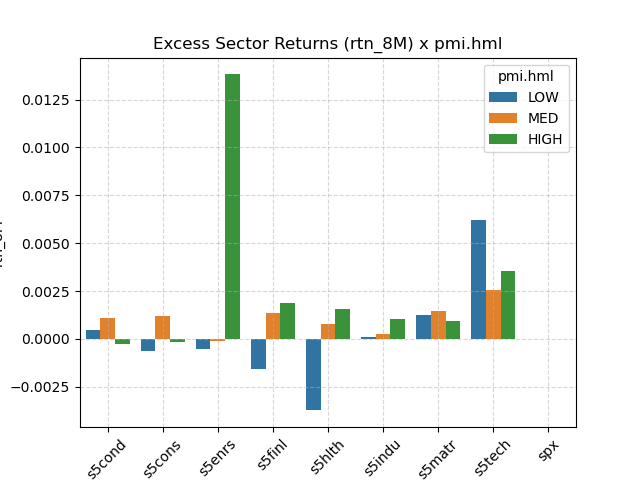 Excess Sector Returns (rtn_8M) x pmi.hml
pmi.hml
LOW
MED
HIGH
0.0125
0.0100
0.0075
0.0050
0.0025
0.0000
−0.0025
s5cond
s5cons
s5enrs
s5finl
s5hlth
s5indu
s5matr
s5tech
spx